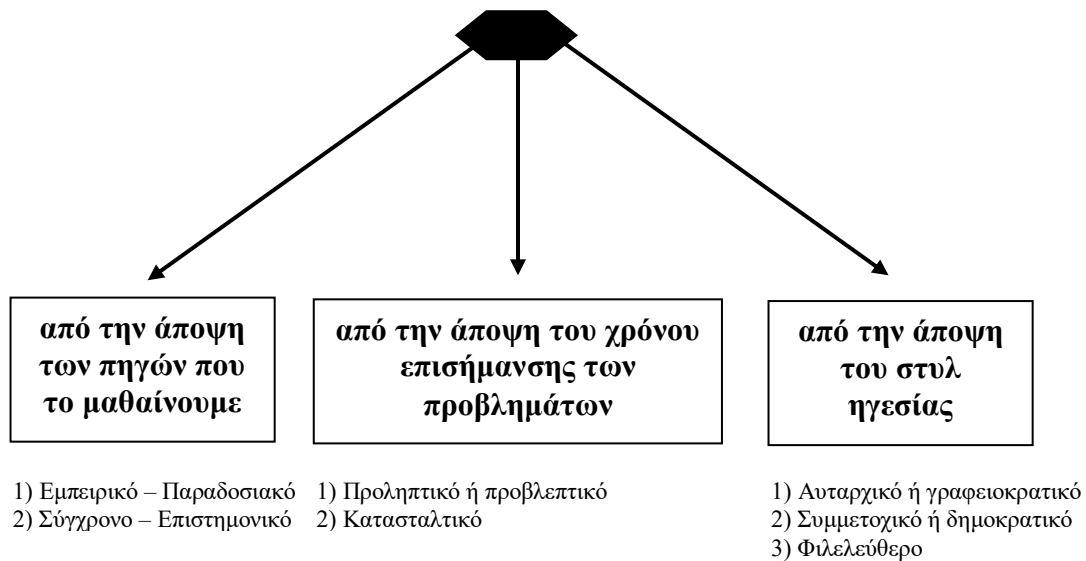 από την άποψη
των πηγών που
το μαθαίνουμε
από την άποψη του χρόνου
επισήμανσης των
προβλημάτων
από την άποψη
του στυλ
ηγεσίας
1) Εμπειρικό – Παραδοσιακό
2) Σύγχρονο – Επιστημονικό
1) Προληπτικό ή προβλεπτικό
2) Κατασταλτικό
1) Αυταρχικό ή γραφειοκρατικό
2) Συμμετοχικό ή δημοκρατικό
3) Φιλελεύθερο